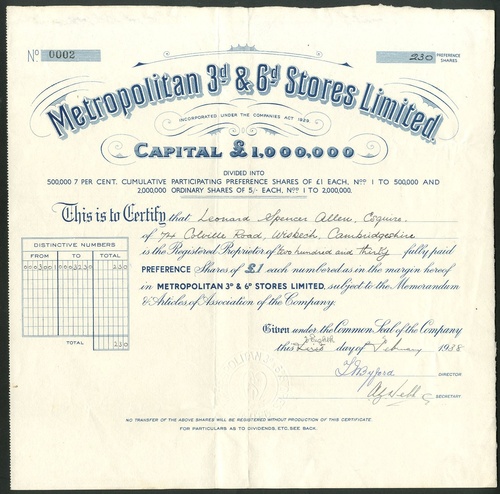 No. 0002
230 PREFERENCE SHARES
Metropolitan 3d & 6d Stores Limited.
INCORPORATED UNDER THE COMPANIES ACT 1929.
CAPITAL £1,000,000
DIVIDED INTO
500,000 7 PER CENT. CUMULATIVE PARTICIPATING PREFERENCE SHARES OF £1 EACH, Nos 1 TO 500,000 AND
2,000,000 ORDINARY SHARES OF 5/- EACH, Nos 1 TO 2,000,000.
This is to Certify that Leonard Spencer Allen, Esquire.
of 74 Colville Road, Wisbech, Cambridgeshire
is the Registered Proprietor of two hundred and thirty fully paid
PREFERENCE Shares of £1 each numbered as in the margin hereof
in METROPOLITAN 3D & 6D STORES LIMITED, subject to the Memorandum
& Articles of Association of the Company.
DISTINCTIVE NUMBERS
FROM TO TOTAL
230
TOTAL 230
Given under the Common Seal of the Company
this day of February 1938
DIRECTOR
SECRETARY.
NO TRANSFER OF THE ABOVE SHARES WILL BE REGISTERED WITHOUT PRODUCTION OF THIS CERTIFICATE.
FOR PARTICULARS AS TO DIVIDENDS, ETC., SEE BACK.